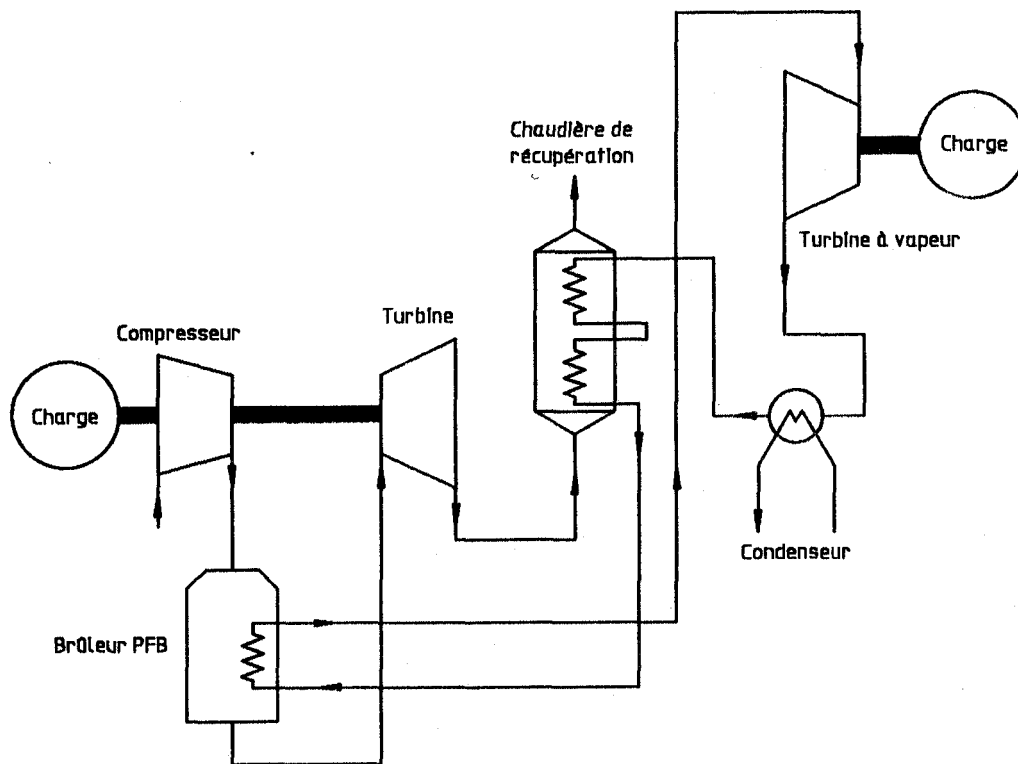 Chaudière de
récupération
Charge
Turbine à vapeur
Turbine
Compresseur
Charge
Condenseur
Brûleur PFB